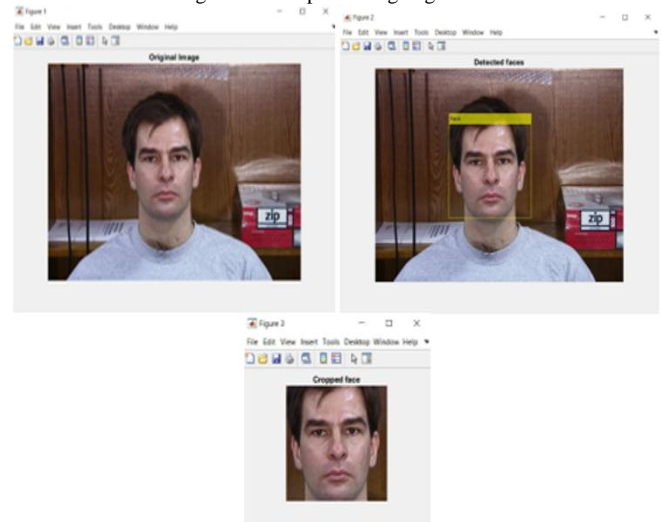 Figure 1
File Edit View Insert Tools Desktop Window Help
Original Image
zip
Figure 2
File Edit View Insert Tools Desktop Window Help
Detected faces
Face
zip
Figure 3
File Edit View Insert Tools Desktop Window Help
Cropped face